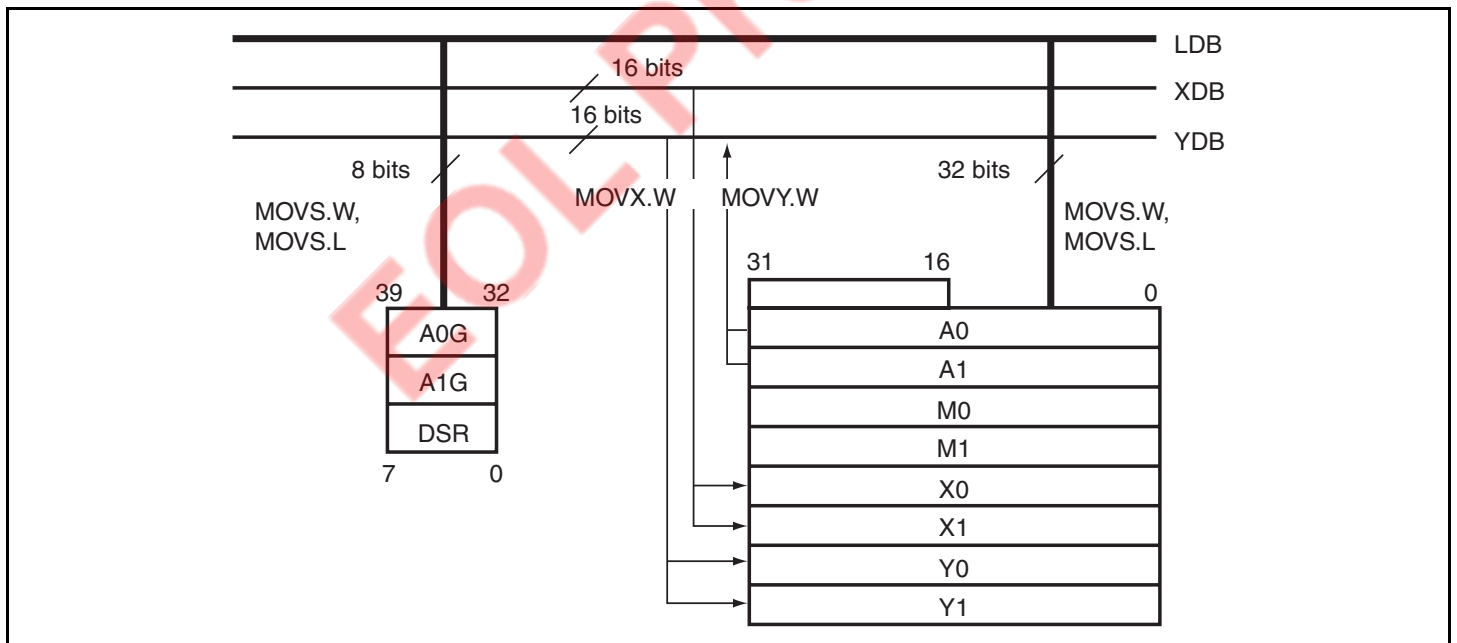 LDB
16 bits
XDB
16 bits
YDB
8 bits
32 bits
MOVX.W
MOVY.W
MOVS.W,
MOVS.L
MOVS.W,
MOVS.L
31
16
0
39
32
A0G
A1G
DSR
7
0
A0
A1
M0
M1
X0
X1
Y0
Y1